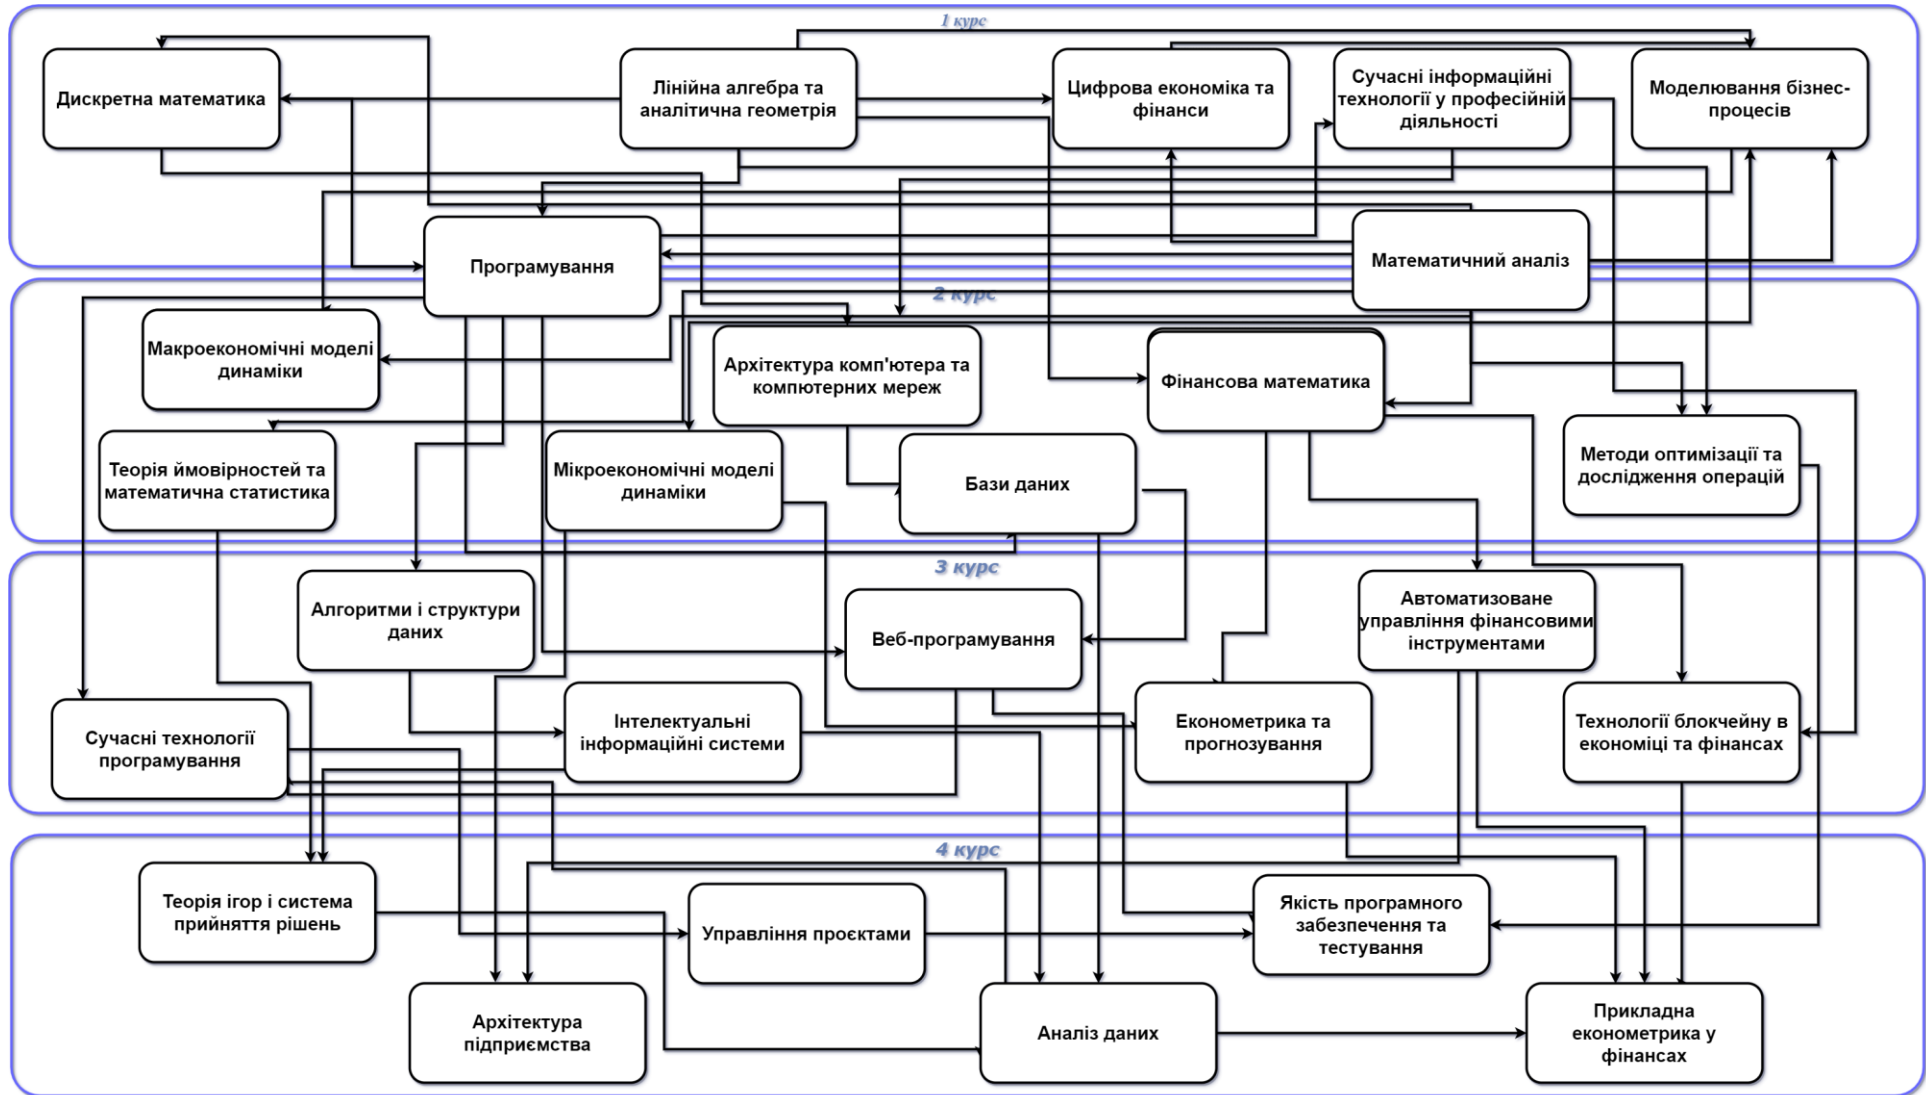 1 курс
Дискретна математика
Лінійна алгебра та
аналітична геометрія
Цифрова економіка та
фінанси
Сучасні інформаційні
технології у професійній
діяльності
Моделювання бізнес-
процесів
Програмування
Математичний аналіз
2 курс
Макроекономічні моделі
динаміки
Архітектура комп'ютера та
компютерних мереж
Фінансова математика
Теорія ймовірностей та
математична статистика
Мікроекономічні моделі
динаміки
Бази даних
Методи оптимізації та
дослідження операцій
3 курс
Алгоритми і структури
даних
Веб-програмування
Автоматизоване
управління фінансовими
інструментами
Сучасні технології
програмування
Інтелектуальні
інформаційні системи
Економетрика та
прогнозування
Технології блокчейну в
економіці та фінансах
4 курс
Теорія ігор і система
прийняття рішень
Управління проєктами
Якість програмного
забезпечення та
тестування
Архітектура
підприємства
Аналіз даних
Прикладна
економетрика у
фінансах